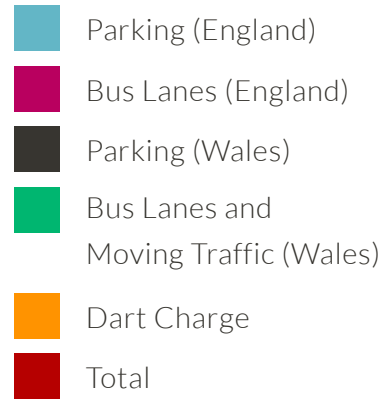 Parking (England)
Bus Lanes (England)
Parking (Wales)
Bus Lanes and
Moving Traffic (Wales)
Dart Charge
Total